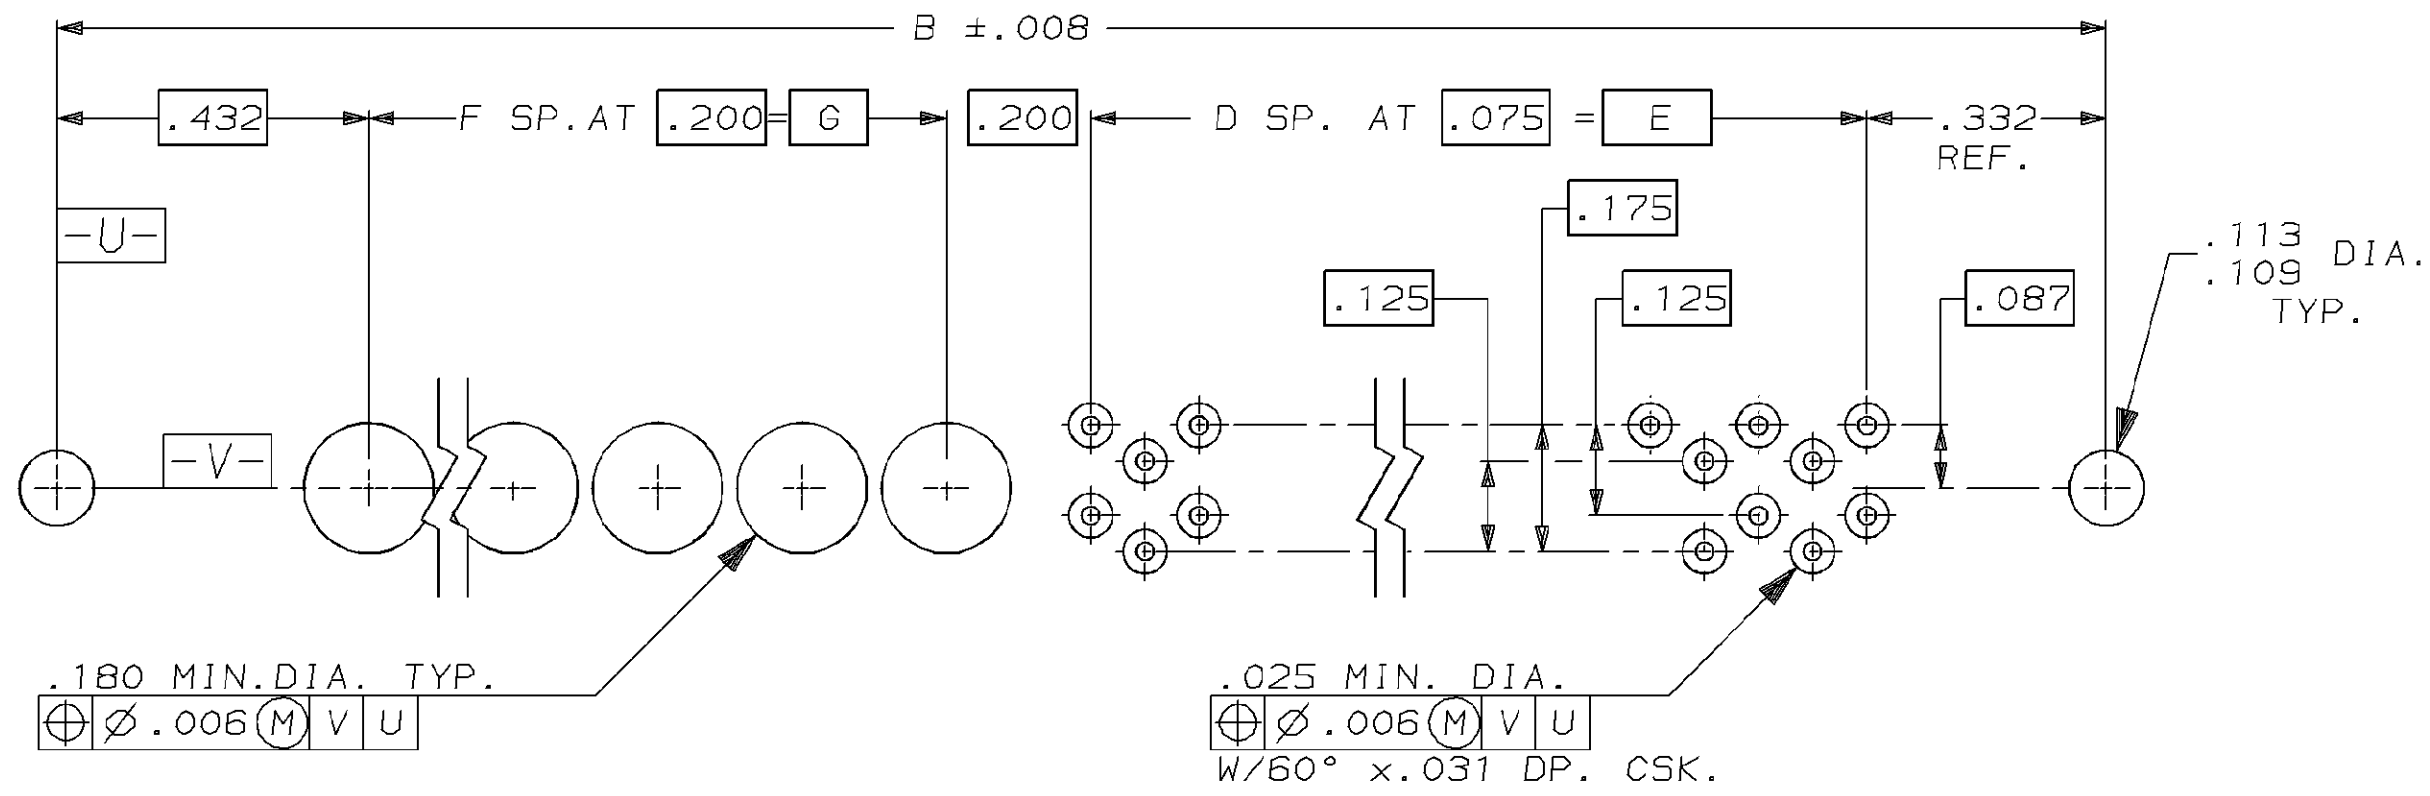 B ±.008
.432 F SP.AT .200= G .200 D SP. AT .075 = E .332
REF.
.175
-U-
.113
.109 DIA.
TYP.
.125 .125 .087
-V-
.180 MIN.DIA. TYP.
⌖ ⌀.006 Ⓜ V U
.025 MIN. DIA.
⌖ ⌀.006 Ⓜ V U
W/60° x.031 DP. CSK.